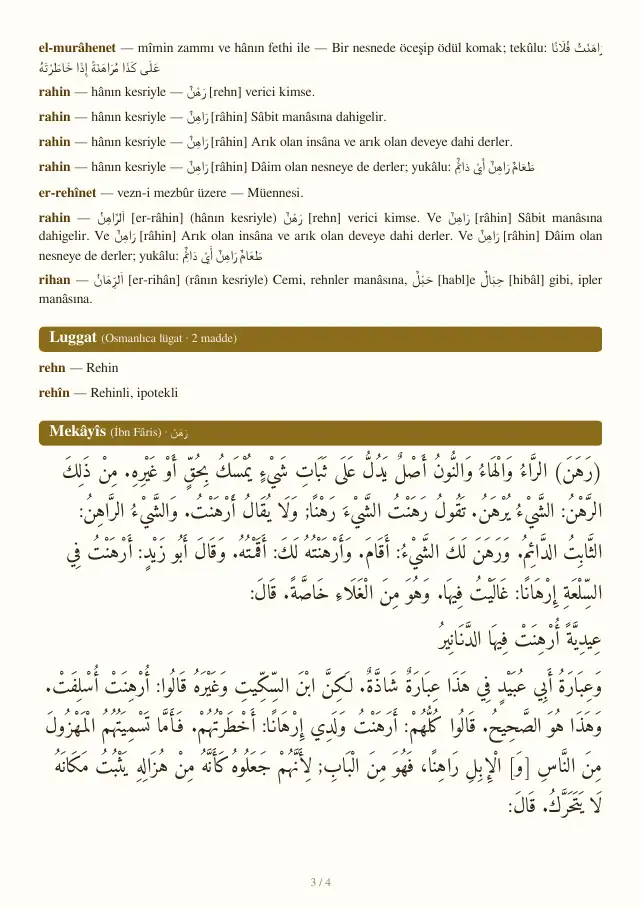 el-murâhenet — mîmin zammı ve hânın fethi ile — Bir nesnede öceşip ödül komak; tekûlu: رَاهَنْتُ فُلَانًا
عَلَى كَذَا مُرَاهَنَةً إِذَا خَاطَرْتَهُ
rahin — hânın kesriyle — رَهْنٌ [rehn] verici kimse.
rahin — hânın kesriyle — رَاهِنٌ [râhin] Sâbit manâsına dahigelir.
rahin — hânın kesriyle — رَاهِنٌ [râhin] Arık olan insâna ve arık olan deveye dahi derler.
rahin — hânın kesriyle — رَاهِنٌ [râhin] Dâim olan nesneye de derler; yukâlu: طَعَامٌ رَاهِنٌ أَيْ دَائِمٌ
er-rehînet — vezn-i mezbûr üzere — Müennesi.
rahin — اَلرَّاهِنُ [er-râhin] (hânın kesriyle) رَهْنٌ [rehn] verici kimse. Ve رَاهِنٌ [râhin] Sâbit manâsına
dahigelir. Ve رَاهِنٌ [râhin] Arık olan insâna ve arık olan deveye dahi derler. Ve رَاهِنٌ [râhin] Dâim olan
nesneye de derler; yukâlu: طَعَامٌ رَاهِنٌ أَيْ دَائِمٌ
rihan — اَلرِّهَانُ [er-rihân] (rânın kesriyle) Cemi, rehnler manâsına, حَبْلٌ [habl]e حِبَالٌ [hibâl] gibi, ipler
manâsına.
Luggat (Osmanlıca lügat · 2 madde)
rehn — Rehin
rehîn — Rehinli, ipotekli
Mekâyîs (İbn Fâris) · رَهَنَ
(رَهَنَ) الرَّاءُ وَالْهَاءُ وَالنُّونُ أَصْلٌ يَدُلُّ عَلَى ثَبَاتِ شَيْءٍ يُمْسَكُ بِحُقٍّ أَوْ غَيْرِهِ. مِنْ ذَلِكَ
الرَّهْنُ: الشَّيْءُ يُرْهَنُ. تَقُولُ رَهَنْتُ الشَّيْءَ رَهْنًا; وَلَا يُقَالُ أَرْهَنْتُ. وَالشَّيْءُ الرَّاهِنُ:
الثَّابِتُ الدَّائِمُ. وَرَهَنَ لَكَ الشَّيْءُ: أَقَامَ. وَأَرْهَنْتُهُ لَكَ: أَقَمْتُهُ. وَقَالَ أَبُو زَيْدٍ: أَرْهَنْتُ فِي
السِّلْعَةِ إِرْهَانًا: غَالَيْتُ فِيهَا. وَهُوَ مِنَ الْغَلَاءِ خَاصَّةً. قَالَ:
عِيدِيَّةً أُرْهِنَتْ فِيهَا الدَّنَانِيرُ
وَعِبَارَةُ أَبِي عُبَيْدٍ فِي هَذَا عِبَارَةٌ شَاذَّةٌ. لَكِنَّ ابْنَ السِّكِّيتِ وَغَيْرَهُ قَالُوا: أُرْهِنَتْ أُسْلِفَتْ.
وَهَذَا هُوَ الصَّحِيحُ. قَالُوا كُلُّهُمْ: أَرَهَنْتُ وَلَدِي إِرْهَانًا: أَخْطَرْتُهُمْ. فَأَمَّا تَسْمِيَتُهُمُ الْمَهْزُولَ
مِنَ النَّاسِ [وَ] الْإِبِلِ رَاهِنًا، فَهُوَ مِنَ الْبَابِ; لِأَنَّهُمْ جَعَلُوهُ كَأَنَّهُ مِنْ هُزَالِهِ يَثْبُتُ مَكَانَهُ
لَا يَتَحَرَّكُ. قَالَ:
3 / 4